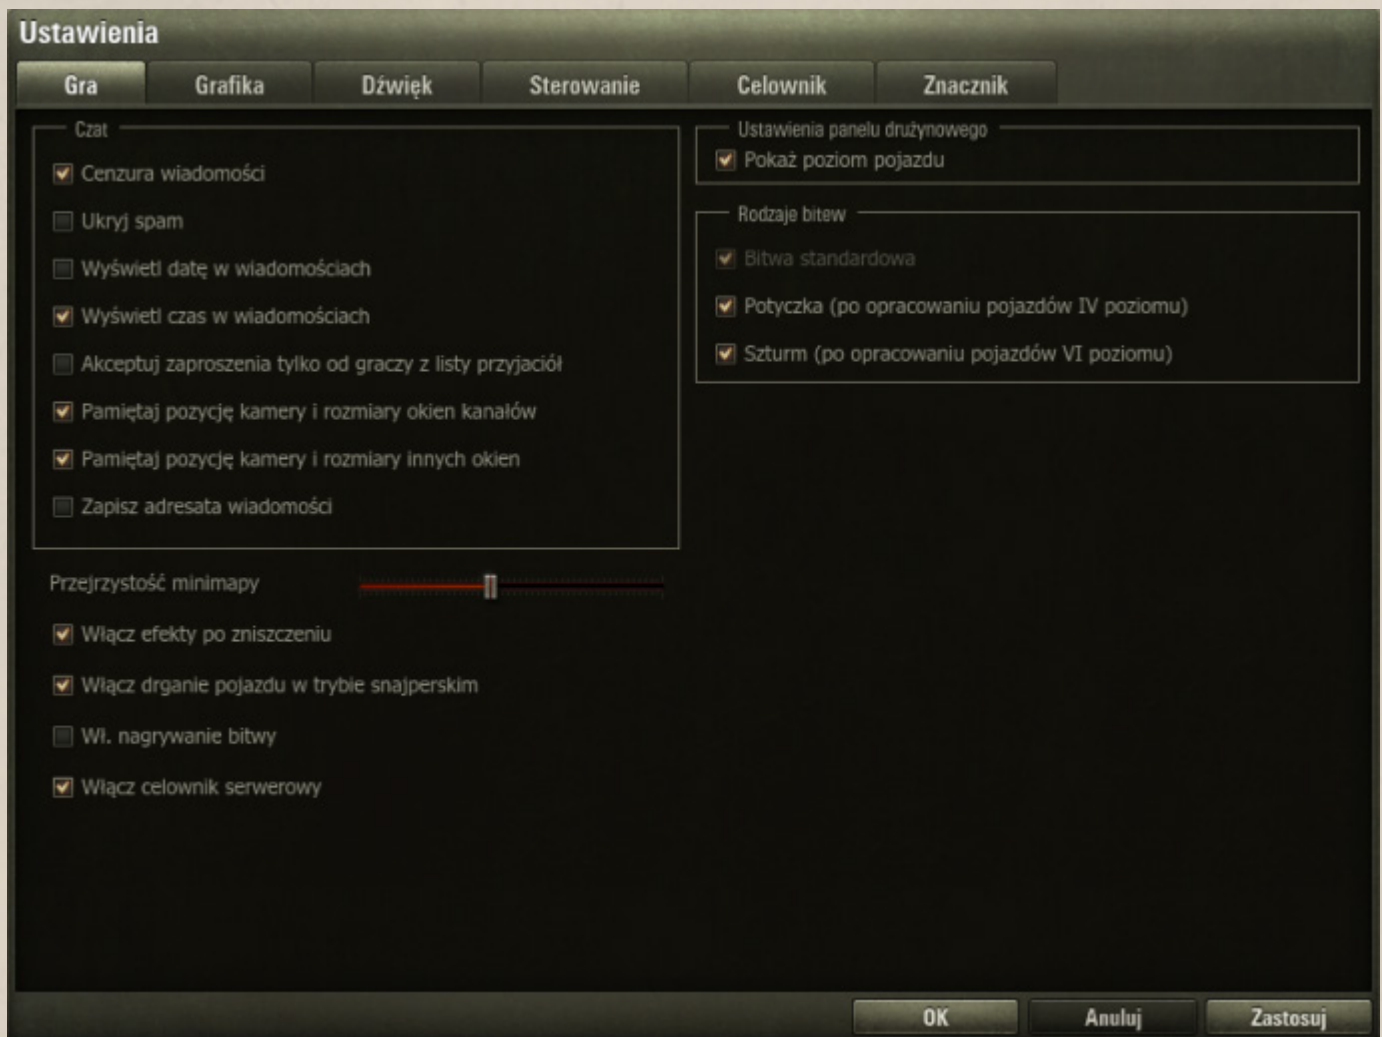 Ustawienia
Gra
Grafika
Dźwięk
Sterowanie
Celownik
Znacznik
Czat
Cenzura wiadomości
Ukryj spam
Wyświetl datę w wiadomościach
Wyświetl czas w wiadomościach
Akceptuj zaproszenia tylko od graczy z listy przyjaciół
Pamiętaj pozycję kamery i rozmiary okien kanałów
Pamiętaj pozycję kamery i rozmiary innych okien
Zapisz adresata wiadomości
Przejrzystość minimapy
Włącz efekty po zniszczeniu
Włącz drganie pojazdu w trybie snajperskim
Wł. nagrywanie bitwy
Włącz celownik serwerowy
Ustawienia panelu drużynowego
Pokaż poziom pojazdu
Rodzaje bitew
Bitwa standardowa
Potyczka (po opracowaniu pojazdów IV poziomu)
Szturm (po opracowaniu pojazdów VI poziomu)
OK
Anuluj
Zastosuj